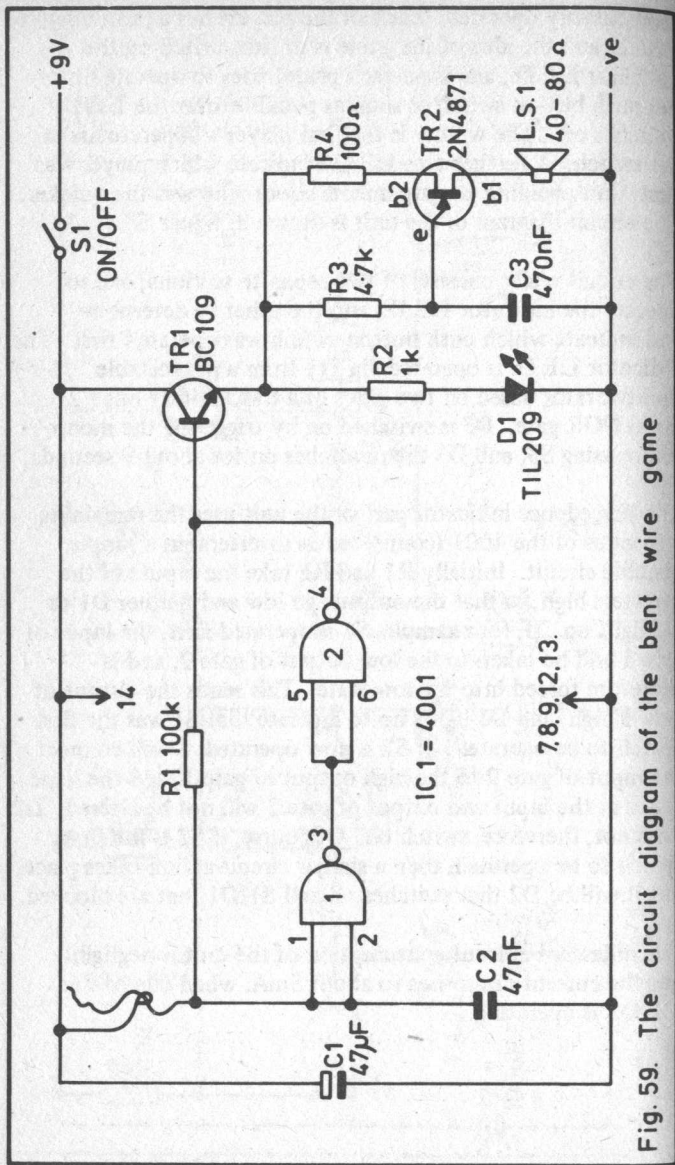 +9V
S1
ON/OFF
TR1
BC109
R1 100k
14
R4
100Ω
R3
4.7k
R2
1k
TR2
2N4871
b2
e
b1
1
2
1
3
5
2
4
IC1 = 4001
C1
47µF
C2
47nF
7,8,9,12,13
D1
TIL209
C3
470nF
LS1
40-80Ω
-ve
Fig. 59. The circuit diagram of the bent wire game